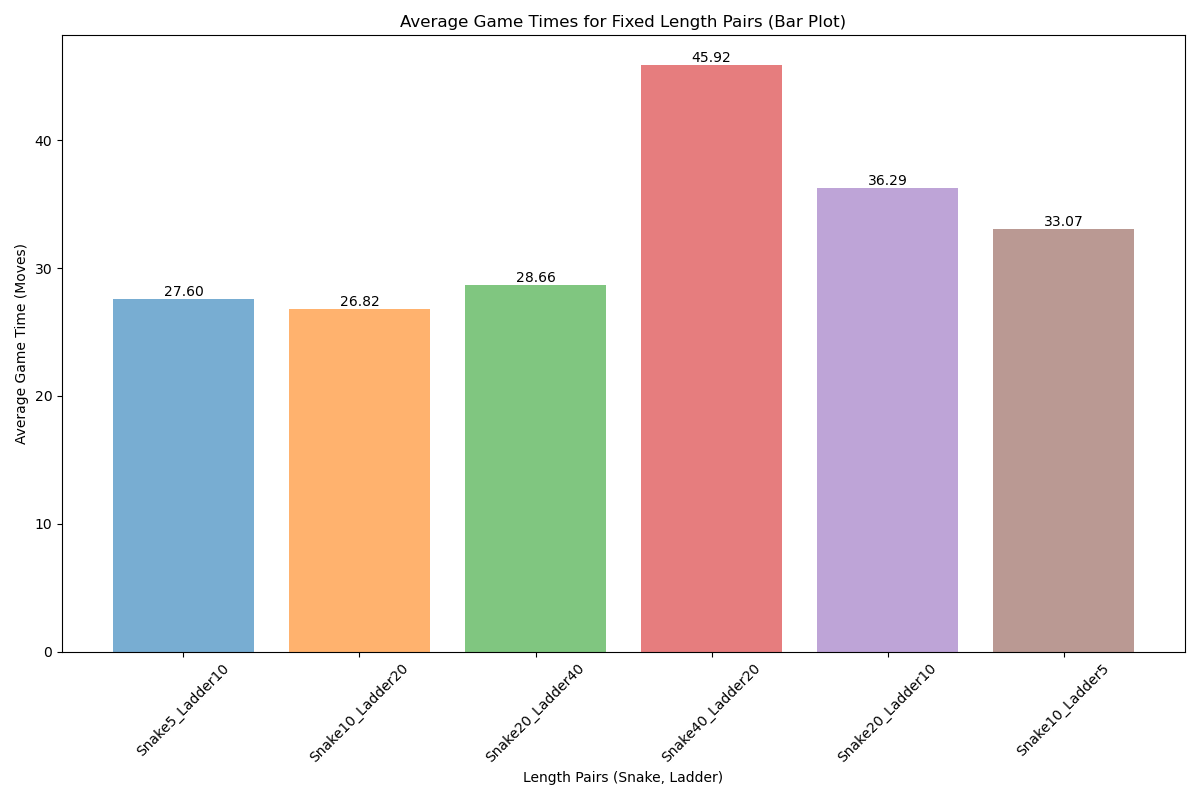 Average Game Times for Fixed Length Pairs (Bar Plot)
Average Game Time (Moves)
40
30
20
10
0
27.60
26.82
28.66
45.92
36.29
33.07
Snake5_Ladder10
Snake10_Ladder20
Snake20_Ladder40
Snake40_Ladder20
Snake20_Ladder10
Snake10_Ladder5
Length Pairs (Snake, Ladder)